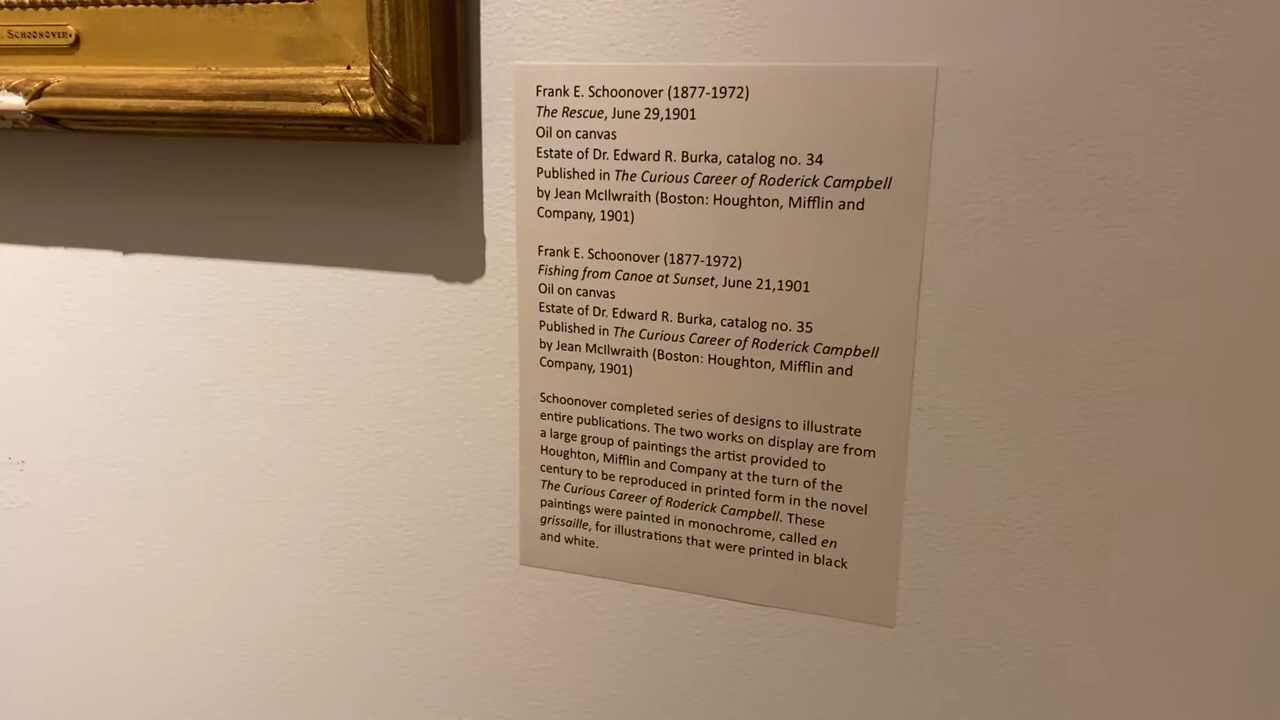 . SCHOONOVER
Frank E. Schoonover (1877-1972)
The Rescue, June 29,1901
Oil on canvas
Estate of Dr. Edward R. Burka, catalog no. 34
Published in The Curious Career of Roderick Campbell
by Jean McIlwraith (Boston: Houghton, Mifflin and
Company, 1901)
Frank E. Schoonover (1877-1972)
Fishing from Canoe at Sunset, June 21,1901
Oil on canvas
Estate of Dr. Edward R. Burka, catalog no. 35
Published in The Curious Career of Roderick Campbell
by Jean McIlwraith (Boston: Houghton, Mifflin and
Company, 1901)
Schoonover completed series of designs to illustrate
entire publications. The two works on display are from
a large group of paintings the artist provided to
Houghton, Mifflin and Company at the turn of the
century to be reproduced in printed form in the novel
The Curious Career of Roderick Campbell. These
paintings were painted in monochrome, called en
grissaille, for illustrations that were printed in black
and white.